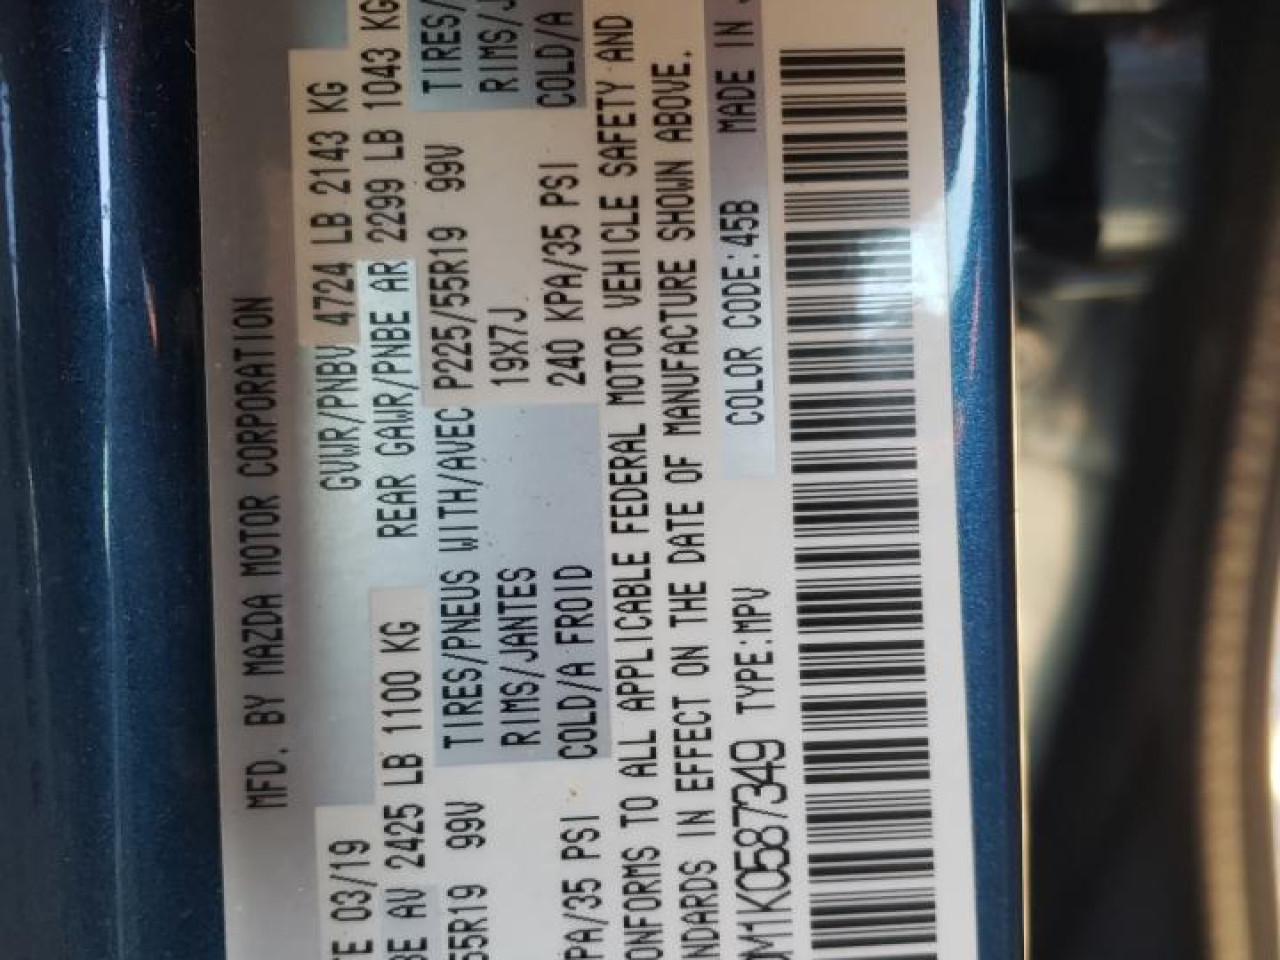 MFD. BY MAZDA MOTOR CORPORATION
TE 03/19 GVWR/PNBV 4724 LB 2143 KG
BE AV 2425 LB 1100 KG REAR GAWR/PNBE AR 2299 LB 1043 KG
55R19 99V TIRES/PNEUS WITH/AVEC P225/55R19 99V TIRES/
RIMS/JANTES 19X7J RIMS/J
PA/35 PSI COLD/A FROID 240 KPA/35 PSI COLD/A
ONFORMS TO ALL APPLICABLE FEDERAL MOTOR VEHICLE SAFETY AND
NDARDS IN EFFECT ON THE DATE OF MANUFACTURE SHOWN ABOVE.
M1K0587349 TYPE:MPV COLOR CODE:45B MADE IN